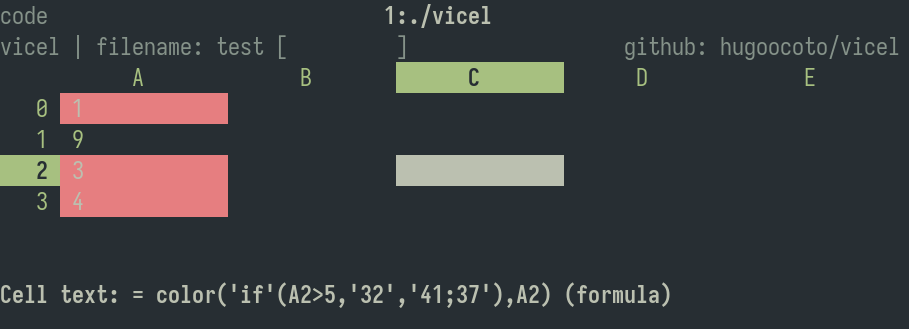 code 1:./vicel
vicel | filename: test [ ] github: hugoocoto/vicel
A B C D E
0 1
1 9
2 3
3 4
Cell text: = color('if'(A2>5,'32','41;37'),A2) (formula)